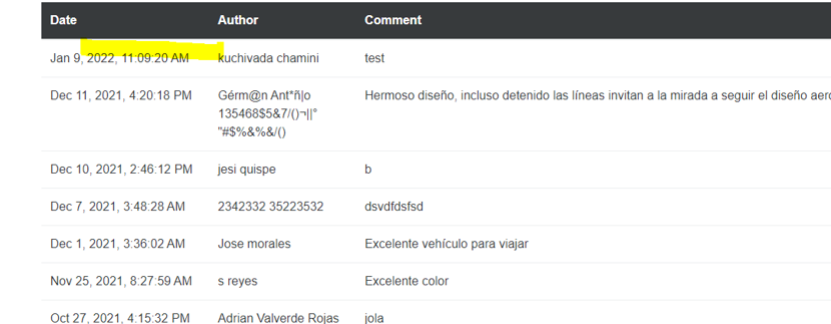 Date Author Comment
Jan 9, 2022, 11:09:20 AM kuchivada chamini test
Dec 11, 2021, 4:20:18 PM Gérm@n Ant*ñ|o Hermoso diseño, incluso detenido las líneas invitan a la mirada a seguir el diseño
135468$5&7/()¬||°
"#$%&%&/()
Dec 10, 2021, 2:46:12 PM jesi quispe b
Dec 7, 2021, 3:48:28 AM 2342332 35223532 dsvdfdsfsd
Dec 1, 2021, 3:36:02 AM Jose morales Excelente vehículo para viajar
Nov 25, 2021, 8:27:59 AM s reyes Excelente color
Oct 27, 2021, 4:15:32 PM Adrian Valverde Rojas jola